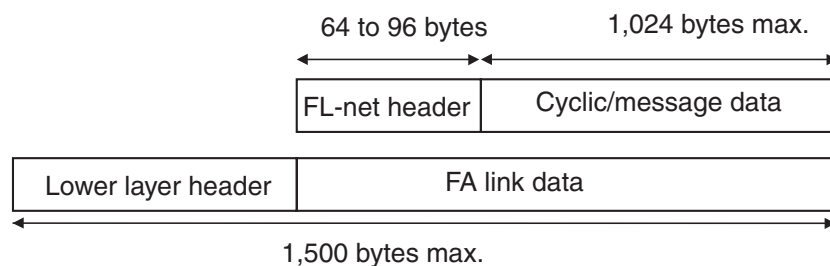 64 to 96 bytes
1,024 bytes max.
FL-net header
Cyclic/message data
Lower layer header
FA link data
1,500 bytes max.